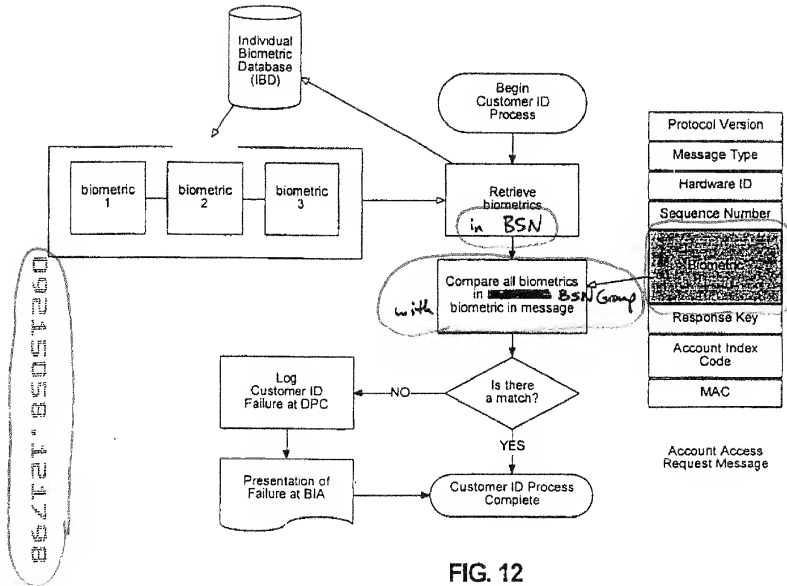 Individual
Biometric
Database
(IBD)
Begin
Customer ID
Process
Protocol Version
Message Type
Hardware ID
Sequence Number
Biometric
Response Key
Account Index
Code
MAC
Account Access
Request Message
biometric
1
biometric
2
biometric
3
Retrieve
biometrics
in BSN
Compare all biometrics
in BSN Group
with
biometric in message
Is there
a match?
NO
YES
Log
Customer ID
Failure at DPC
Presentation of
Failure at BIA
Customer ID Process
Complete
09215058.121798
FIG. 12